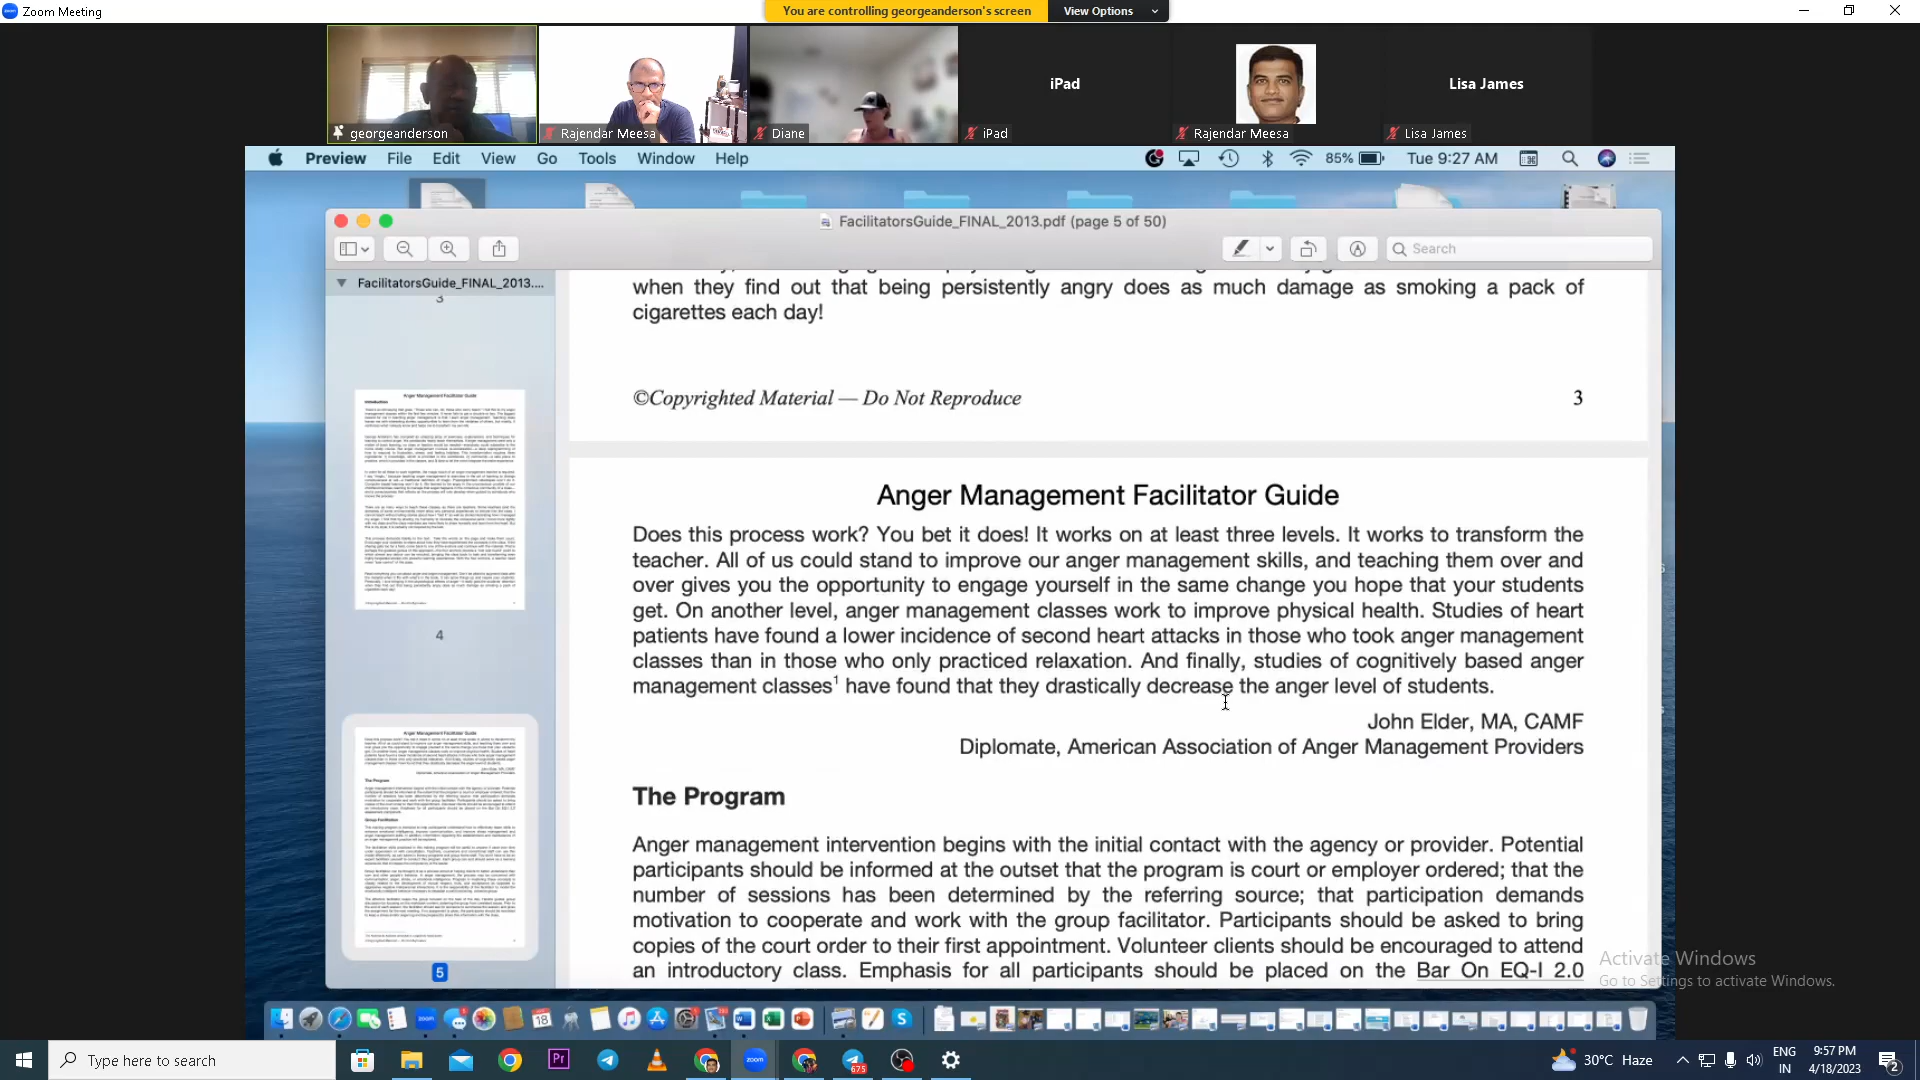 Zoom Meeting
You are controlling georgeanderson's screen
View Options
iPad
Lisa James
georgeanderson
Rajendar Meesa
Diane
iPad
Rajendar Meesa
Lisa James
Preview File Edit View Go Tools Window Help
85% Tue 9:27 AM
FacilitatorsGuide_FINAL_2013.pdf (page 5 of 50)
Search
FacilitatorsGuide_FINAL_2013....
3
4
5
when they find out that being persistently angry does as much damage as smoking a pack of
cigarettes each day!
©Copyrighted Material — Do Not Reproduce 3
Anger Management Facilitator Guide
Does this process work? You bet it does! It works on at least three levels. It works to transform the
teacher. All of us could stand to improve our anger management skills, and teaching them over and
over gives you the opportunity to engage yourself in the same change you hope that your students
get. On another level, anger management classes work to improve physical health. Studies of heart
patients have found a lower incidence of second heart attacks in those who took anger management
classes than in those who only practiced relaxation. And finally, studies of cognitively based anger
management classes¹ have found that they drastically decrease the anger level of students.
John Elder, MA, CAMF
Diplomate, American Association of Anger Management Providers
The Program
Anger management intervention begins with the initial contact with the agency or provider. Potential
participants should be informed at the outset that the program is court or employer ordered; that the
number of sessions has been determined by the referring source; that participation demands
motivation to cooperate and work with the group facilitator. Participants should be asked to bring
copies of the court order to their first appointment. Volunteer clients should be encouraged to attend
an introductory class. Emphasis for all participants should be placed on the Bar On EQ-I 2.0
Activate Windows
Go to Settings to activate Windows.
Type here to search
30°C Haze
ENG
IN
9:57 PM
4/18/2023